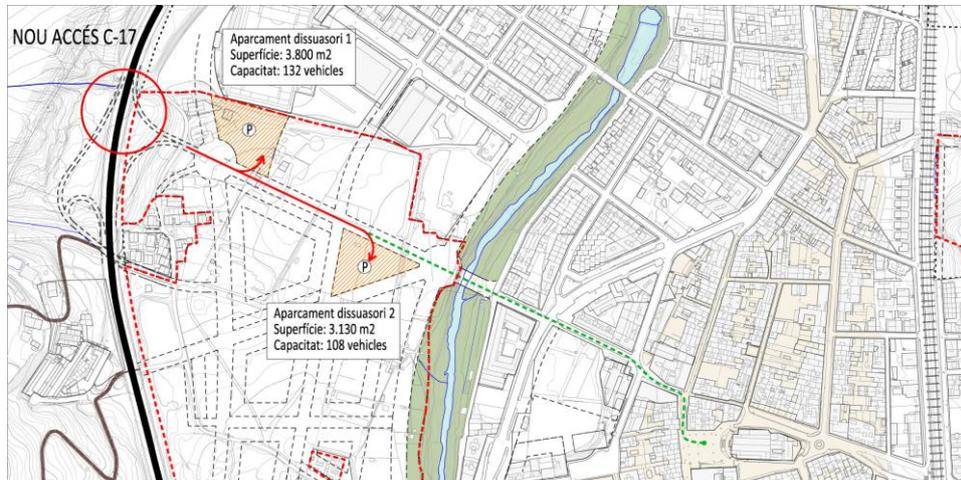 NOU ACCÉS C-17
Aparcament dissuasori 1
Superfície: 3.800 m2
Capacitat: 132 vehicles
P
P
Aparcament dissuasori 2
Superfície: 3.130 m2
Capacitat: 108 vehicles